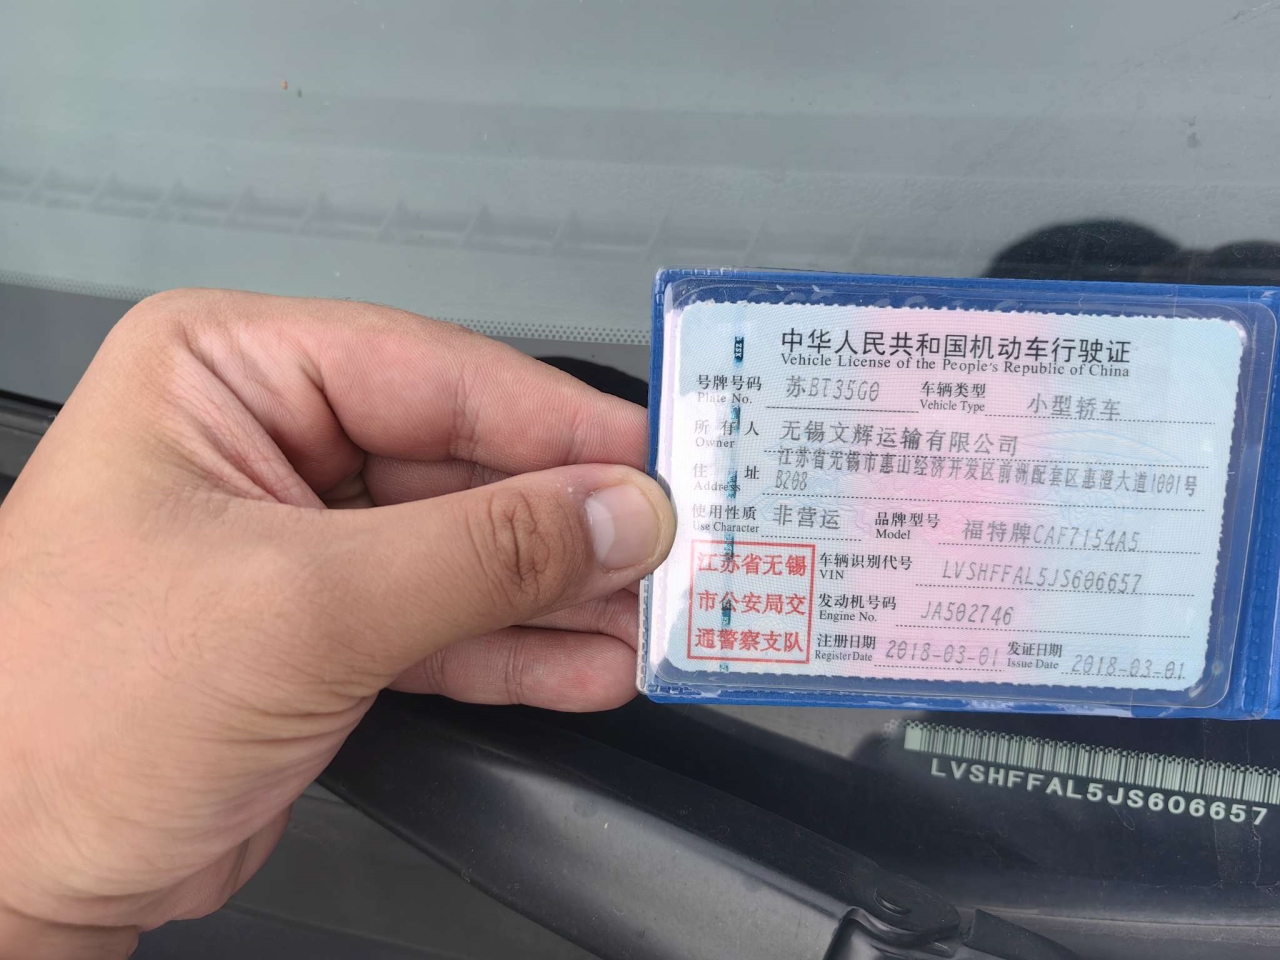 中华人民共和国机动车行驶证
Vehicle License of the People's Republic of China
号牌号码 苏BT35G0 车辆类型 小型轿车
Plate No. Vehicle Type
所有人 无锡文辉运输有限公司
Owner
住址 江苏省无锡市惠山经济开发区前洲配套区惠澄大道1001号
Address B208
使用性质 非营运 品牌型号 福特牌CAF7154A5
Use Character Model
江苏省无锡
市公安局交
通警察支队
车辆识别代号 LVSHFFAL5JS606657
VIN
发动机号码 JA502746
Engine No.
注册日期 2018-03-01 发证日期 2018-03-01
Register Date Issue Date
LVSHFFAL5JS606657